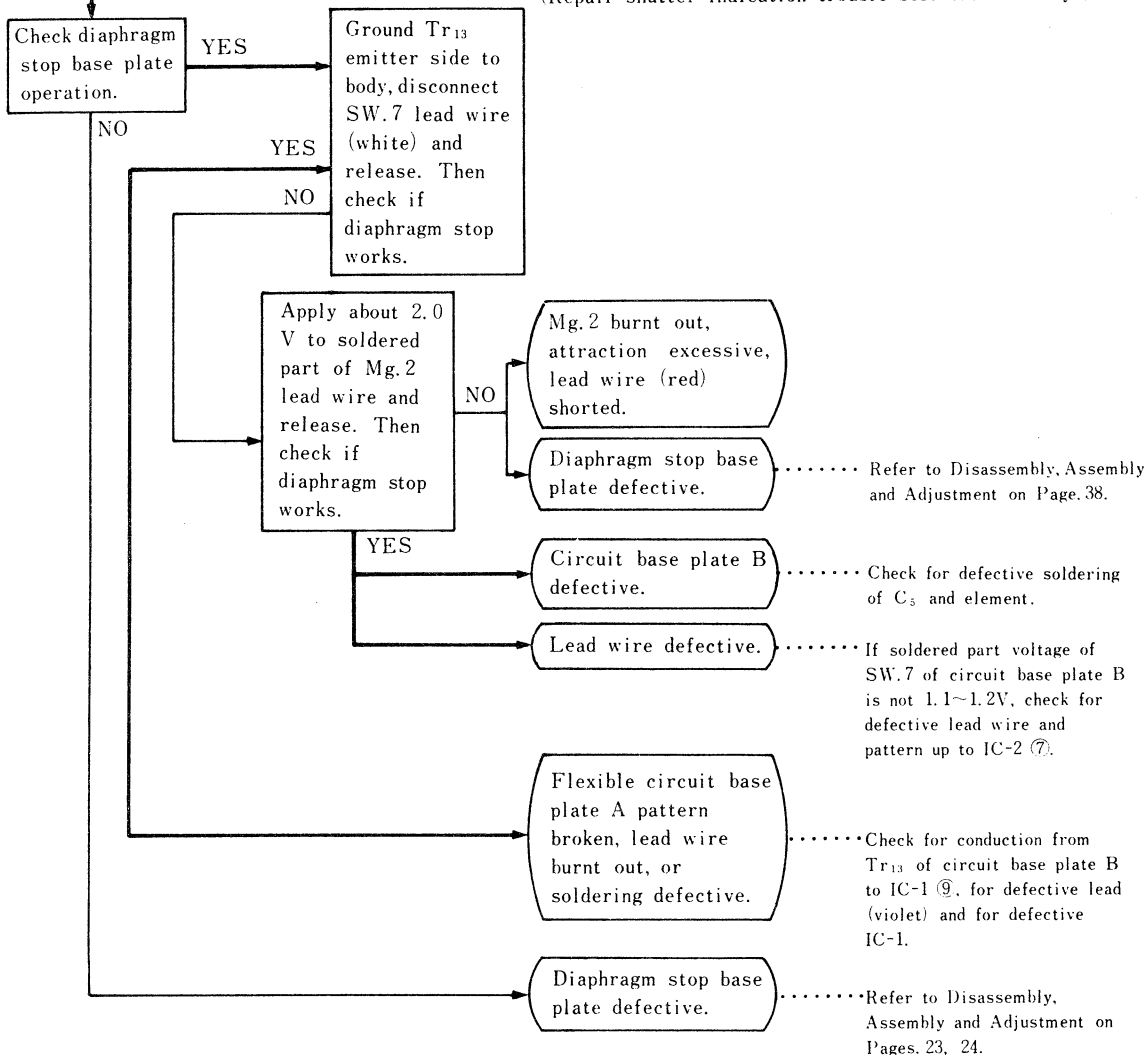 Check diaphragm
stop base plate
operation.
YES
NO
Ground Tr₁₃
emitter side to
body, disconnect
SW.7 lead wire
(white) and
release. Then
check if
diaphragm stop
works.
YES
NO
Apply about 2.0
V to soldered
part of Mg.2
lead wire and
release. Then
check if
diaphragm stop
works.
NO
YES
Mg.2 burnt out,
attraction excessive,
lead wire (red)
shorted.
Diaphragm stop base
plate defective.
Refer to Disassembly, Assembly
and Adjustment on Page. 38.
Circuit base plate B
defective.
Check for defective soldering
of C₅ and element.
Lead wire defective.
If soldered part voltage of
SW.7 of circuit base plate B
is not 1.1~1.2V, check for
defective lead wire and
pattern up to IC-2 ⑦.
Flexible circuit base
plate A pattern
broken, lead wire
burnt out, or
soldering defective.
Check for conduction from
Tr₁₃ of circuit base plate B
to IC-1 ⑨, for defective lead
(violet) and for defective
IC-1.
Diaphragm stop base
plate defective.
Refer to Disassembly,
Assembly and Adjustment on
Pages. 23, 24.